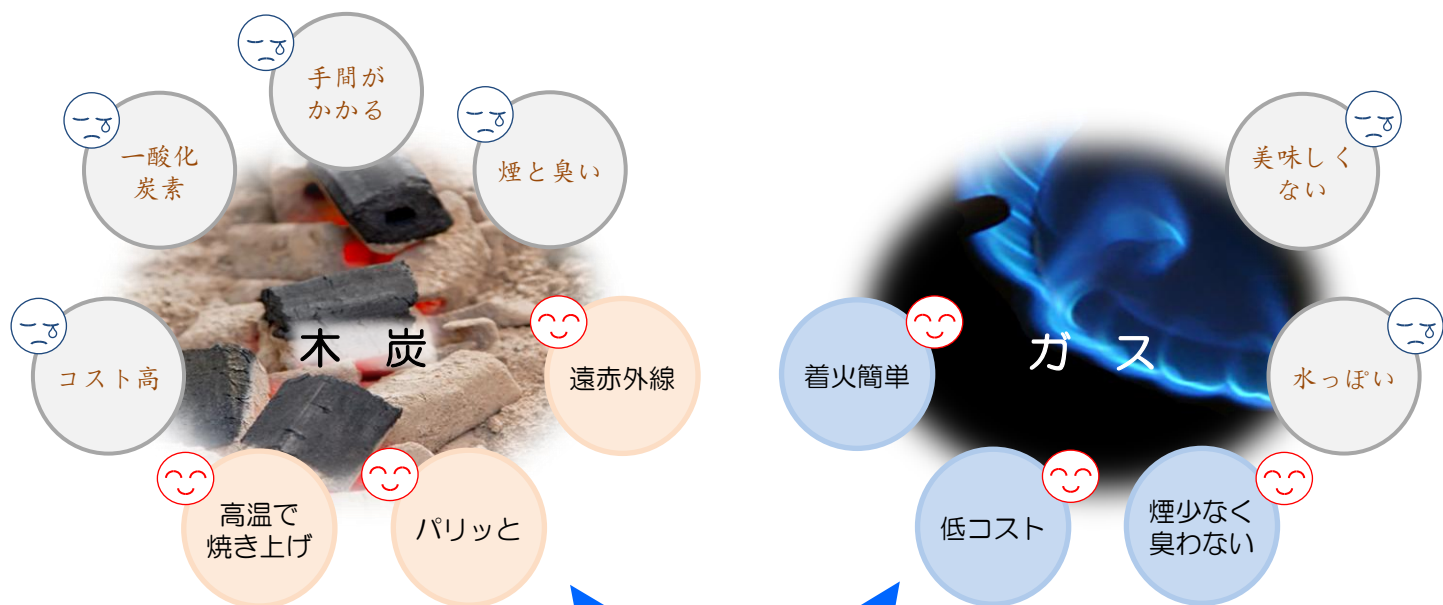 手間が
かかる
一酸化
炭素
煙と臭い
コスト高
木炭
遠赤外線
高温で
焼き上げ
パリッと
美味しく
ない
着火簡単
ガス
水っぽい
低コスト
煙少なく
臭わない